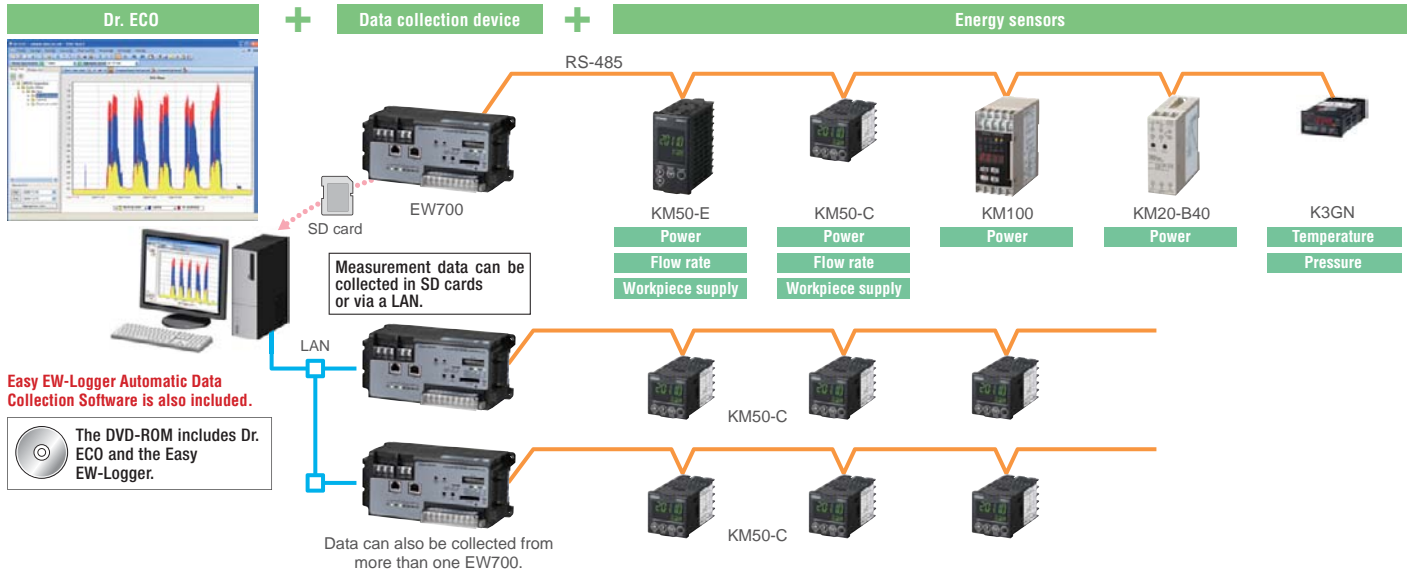 Dr. ECO
Data collection device
Energy sensors
RS-485
EW700
SD card
KM50-E
Power
Flow rate
Workpiece supply
KM50-C
Power
Flow rate
Workpiece supply
KM100
Power
KM20-B40
Power
K3GN
Temperature
Pressure
Measurement data can be
collected in SD cards
or via a LAN.
LAN
Easy EW-Logger Automatic Data
Collection Software is also included.
The DVD-ROM includes Dr.
ECO and the Easy
EW-Logger.
KM50-C
KM50-C
Data can also be collected from
more than one EW700.